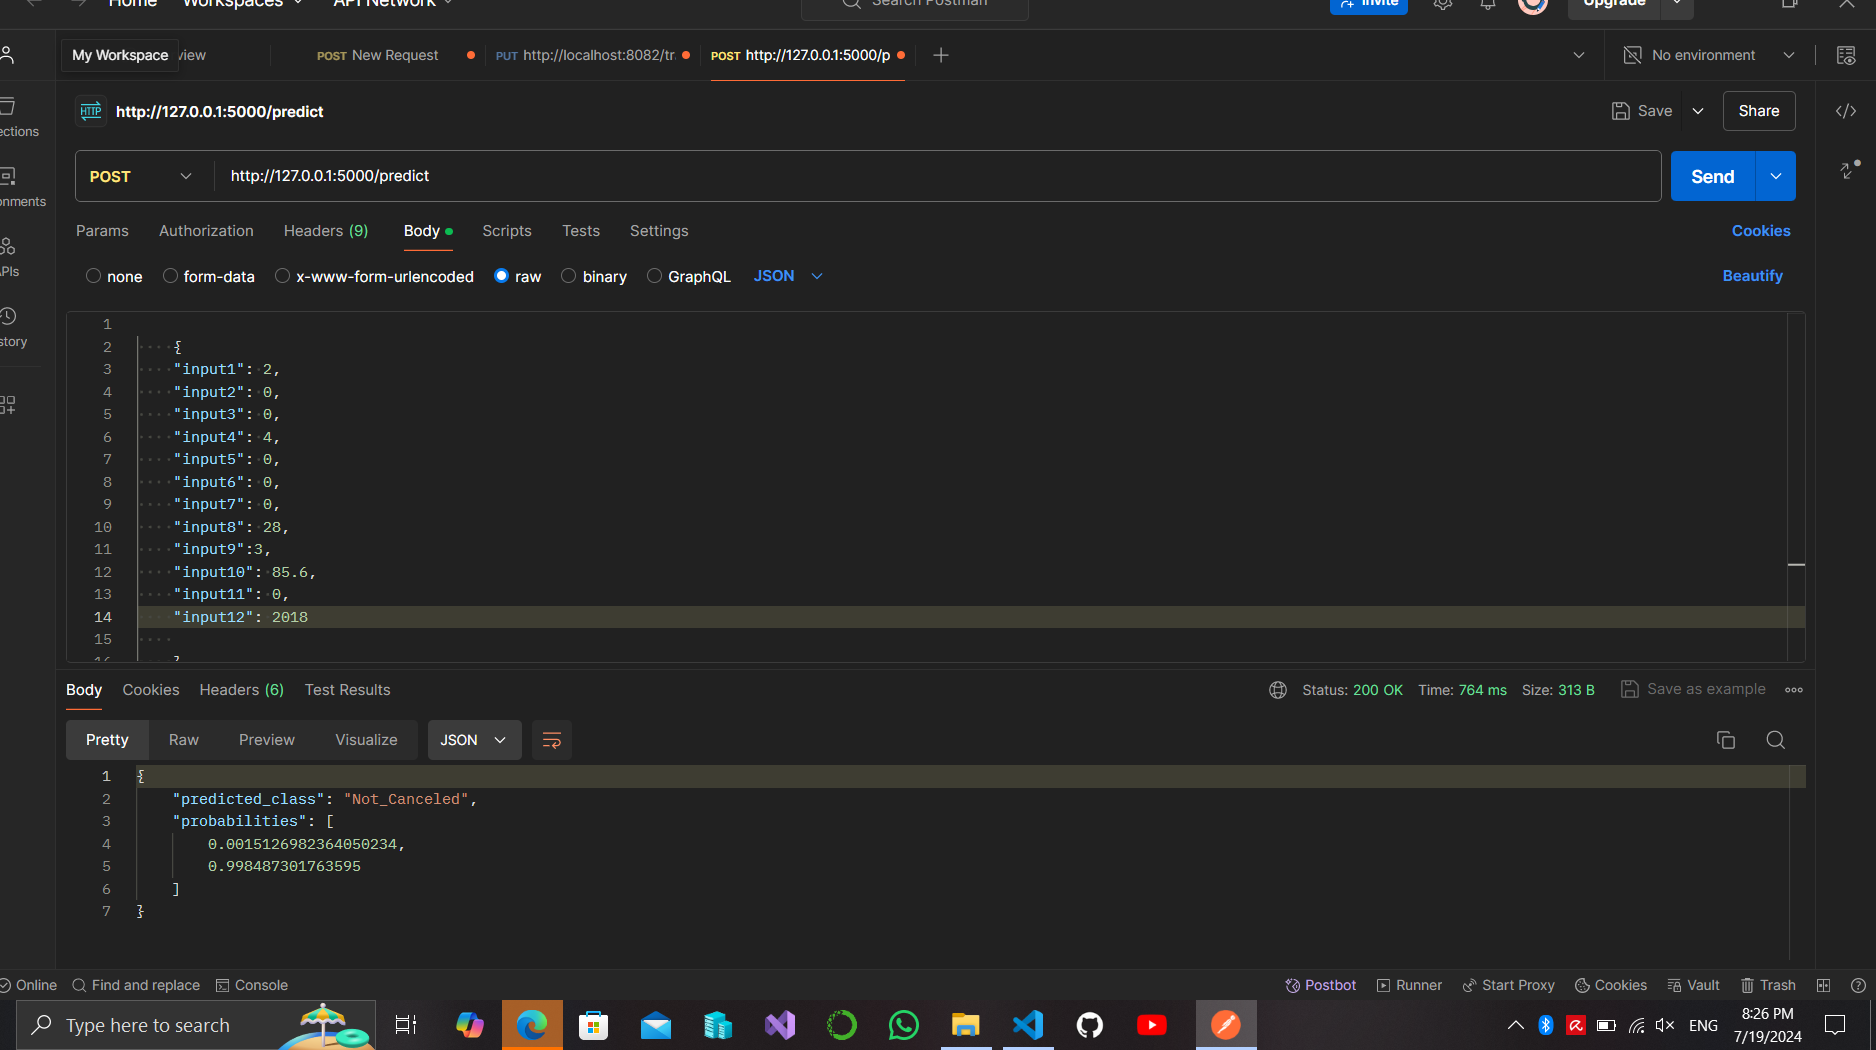 Home Workspaces API Network Search Postman Invite Upgrade
My Workspace view POST New Request PUT http://localhost:8082/tr POST http://127.0.0.1:5000/p No environment
HTTP http://127.0.0.1:5000/predict Save Share
POST http://127.0.0.1:5000/predict Send
Params Authorization Headers (9) Body Scripts Tests Settings Cookies
none form-data x-www-form-urlencoded raw binary GraphQL JSON Beautify
ections
onments
APIs
story
1
2 {
3 "input1": 2,
4 "input2": 0,
5 "input3": 0,
6 "input4": 4,
7 "input5": 0,
8 "input6": 0,
9 "input7": 0,
10 "input8": 28,
11 "input9":3,
12 "input10": 85.6,
13 "input11": 0,
14 "input12": 2018
15
16 }
Body Cookies Headers (6) Test Results Status: 200 OK Time: 764 ms Size: 313 B Save as example
Pretty Raw Preview Visualize JSON
1 {
2 "predicted_class": "Not_Canceled",
3 "probabilities": [
4 0.0015126982364050234,
5 0.998487301763595
6 ]
7 }
Online Find and replace Console Postbot Runner Start Proxy Cookies Vault Trash
Type here to search ENG 8:26 PM
7/19/2024